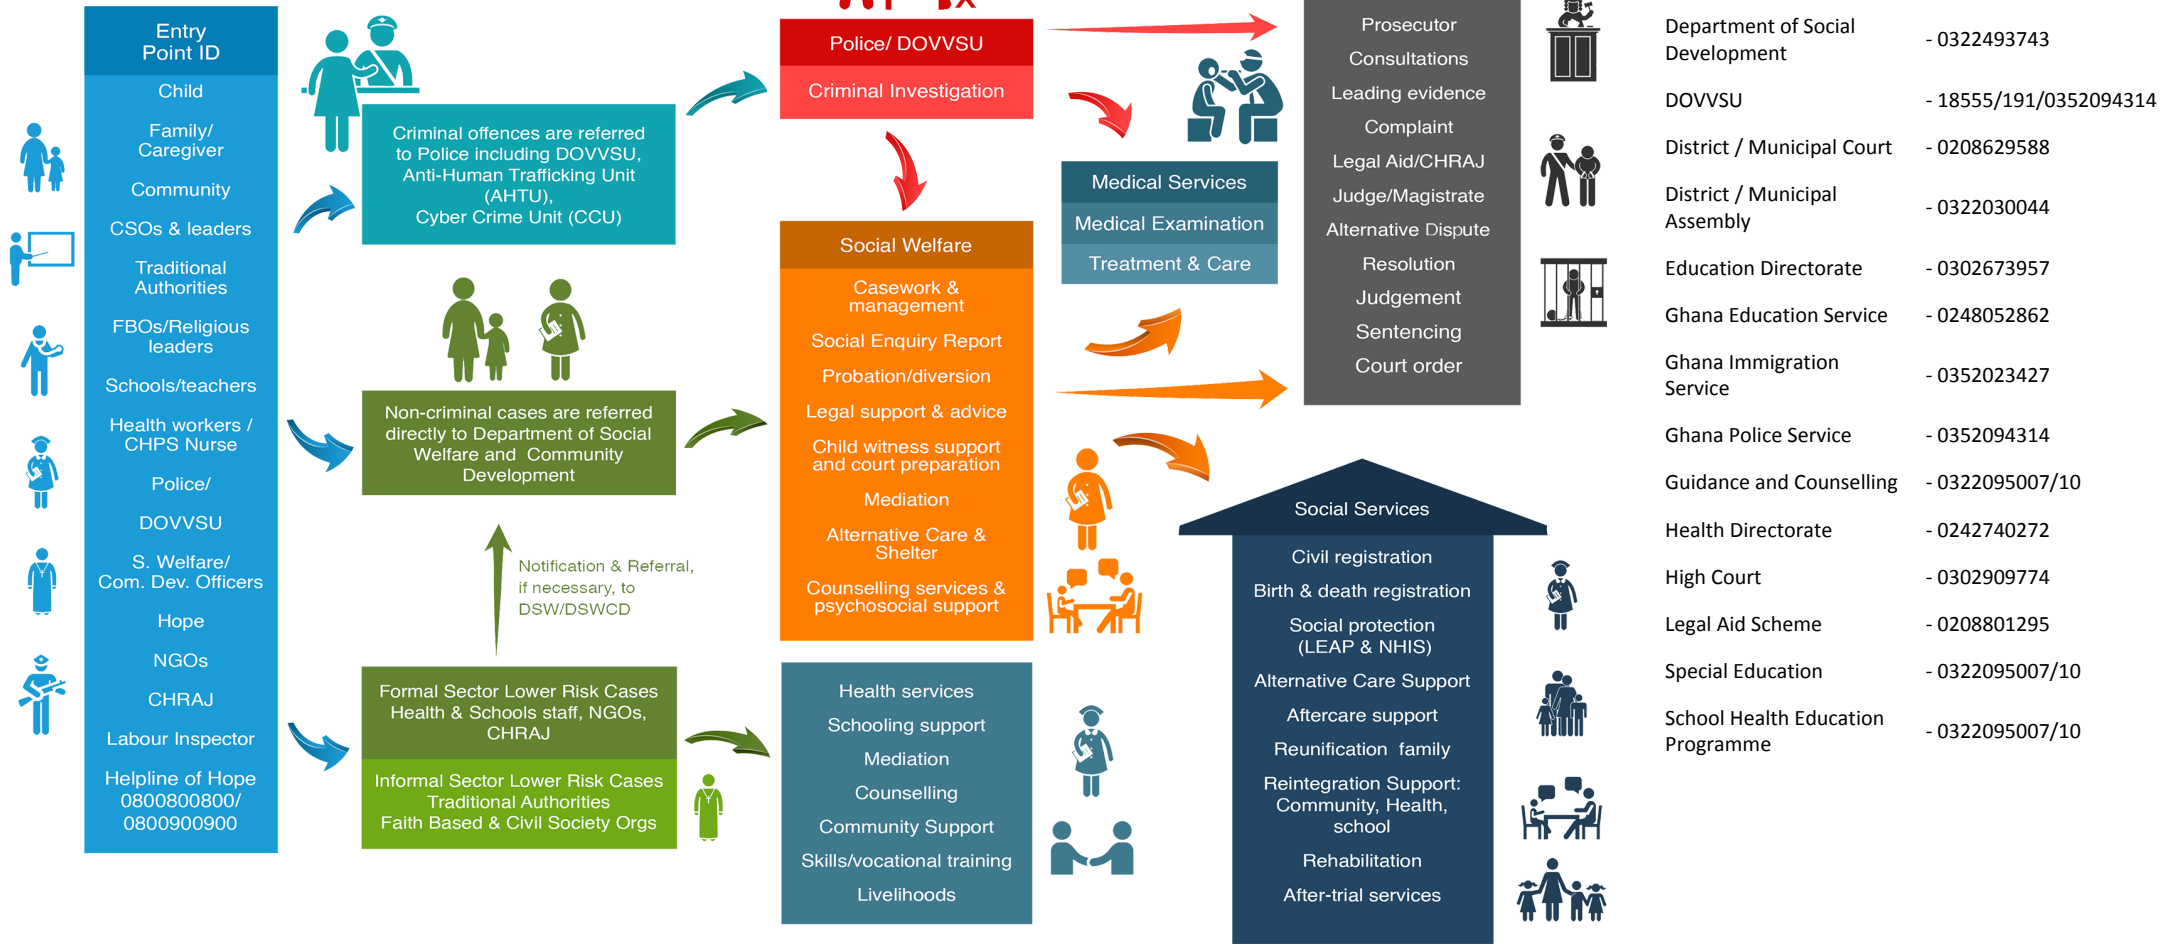 Entry
Point ID
Child
Family/
Caregiver
Community
CSOs & leaders
Traditional
Authorities
FBOs/Religious
leaders
Schools/teachers
Health workers /
CHPS Nurse
Police/
DOVVSU
S. Welfare/
Com. Dev. Officers
Hope
NGOs
CHRAJ
Labour Inspector
Helpline of Hope
0800800800/
0800900900
Criminal offences are referred
to Police including DOVVSU,
Anti-Human Trafficking Unit
(AHTU),
Cyber Crime Unit (CCU)
Non-criminal cases are referred
directly to Department of Social
Welfare and Community
Development
Notification & Referral,
if necessary, to
DSW/DSWCD
Formal Sector Lower Risk Cases
Health & Schools staff, NGOs,
CHRAJ
Informal Sector Lower Risk Cases
Traditional Authorities
Faith Based & Civil Society Orgs
Police/ DOVVSU
Criminal Investigation
Social Welfare
Casework &
management
Social Enquiry Report
Probation/diversion
Legal support & advice
Child witness support
and court preparation
Mediation
Alternative Care &
Shelter
Counselling services &
psychosocial support
Health services
Schooling support
Mediation
Counselling
Community Support
Skills/vocational training
Livelihoods
Medical Services
Medical Examination
Treatment & Care
Prosecutor
Consultations
Leading evidence
Complaint
Legal Aid/CHRAJ
Judge/Magistrate
Alternative Dispute
Resolution
Judgement
Sentencing
Court order
Social Services
Civil registration
Birth & death registration
Social protection
(LEAP & NHIS)
Alternative Care Support
Aftercare support
Reunification family
Reintegration Support:
Community, Health,
school
Rehabilitation
After-trial services
Department of Social
Development - 0322493743
DOVVSU - 18555/191/0352094314
District / Municipal Court - 0208629588
District / Municipal
Assembly - 0322030044
Education Directorate - 0302673957
Ghana Education Service - 0248052862
Ghana Immigration
Service - 0352023427
Ghana Police Service - 0352094314
Guidance and Counselling - 0322095007/10
Health Directorate - 0242740272
High Court - 0302909774
Legal Aid Scheme - 0208801295
Special Education - 0322095007/10
School Health Education
Programme - 0322095007/10